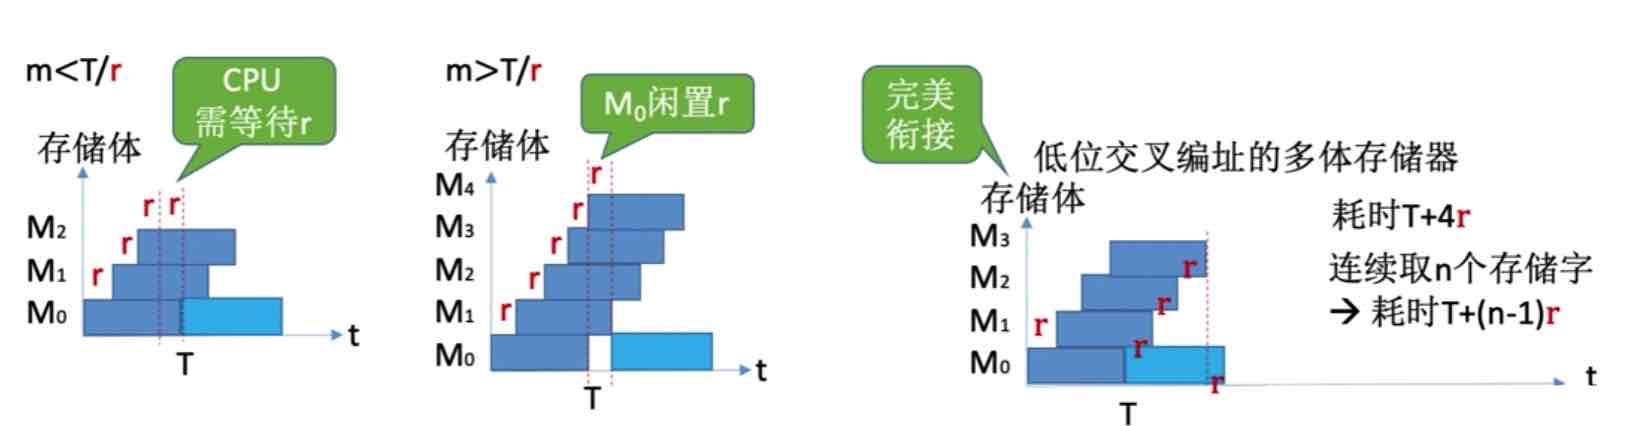 m<T/r
CPU
需等待r
存储体
r r
M₂
r
M₁
r
M₀
t
T
m>T/r
M₀闲置r
存储体
r
M₄
r
M₃
r
M₂
r
M₁
r
M₀
t
T
完美
衔接
低位交叉编址的多体存储器
存储体
M₃
r
M₂
r
M₁
r
r
M₀
r
t
T
耗时T+4r
连续取n个存储字
→ 耗时T+(n-1)r